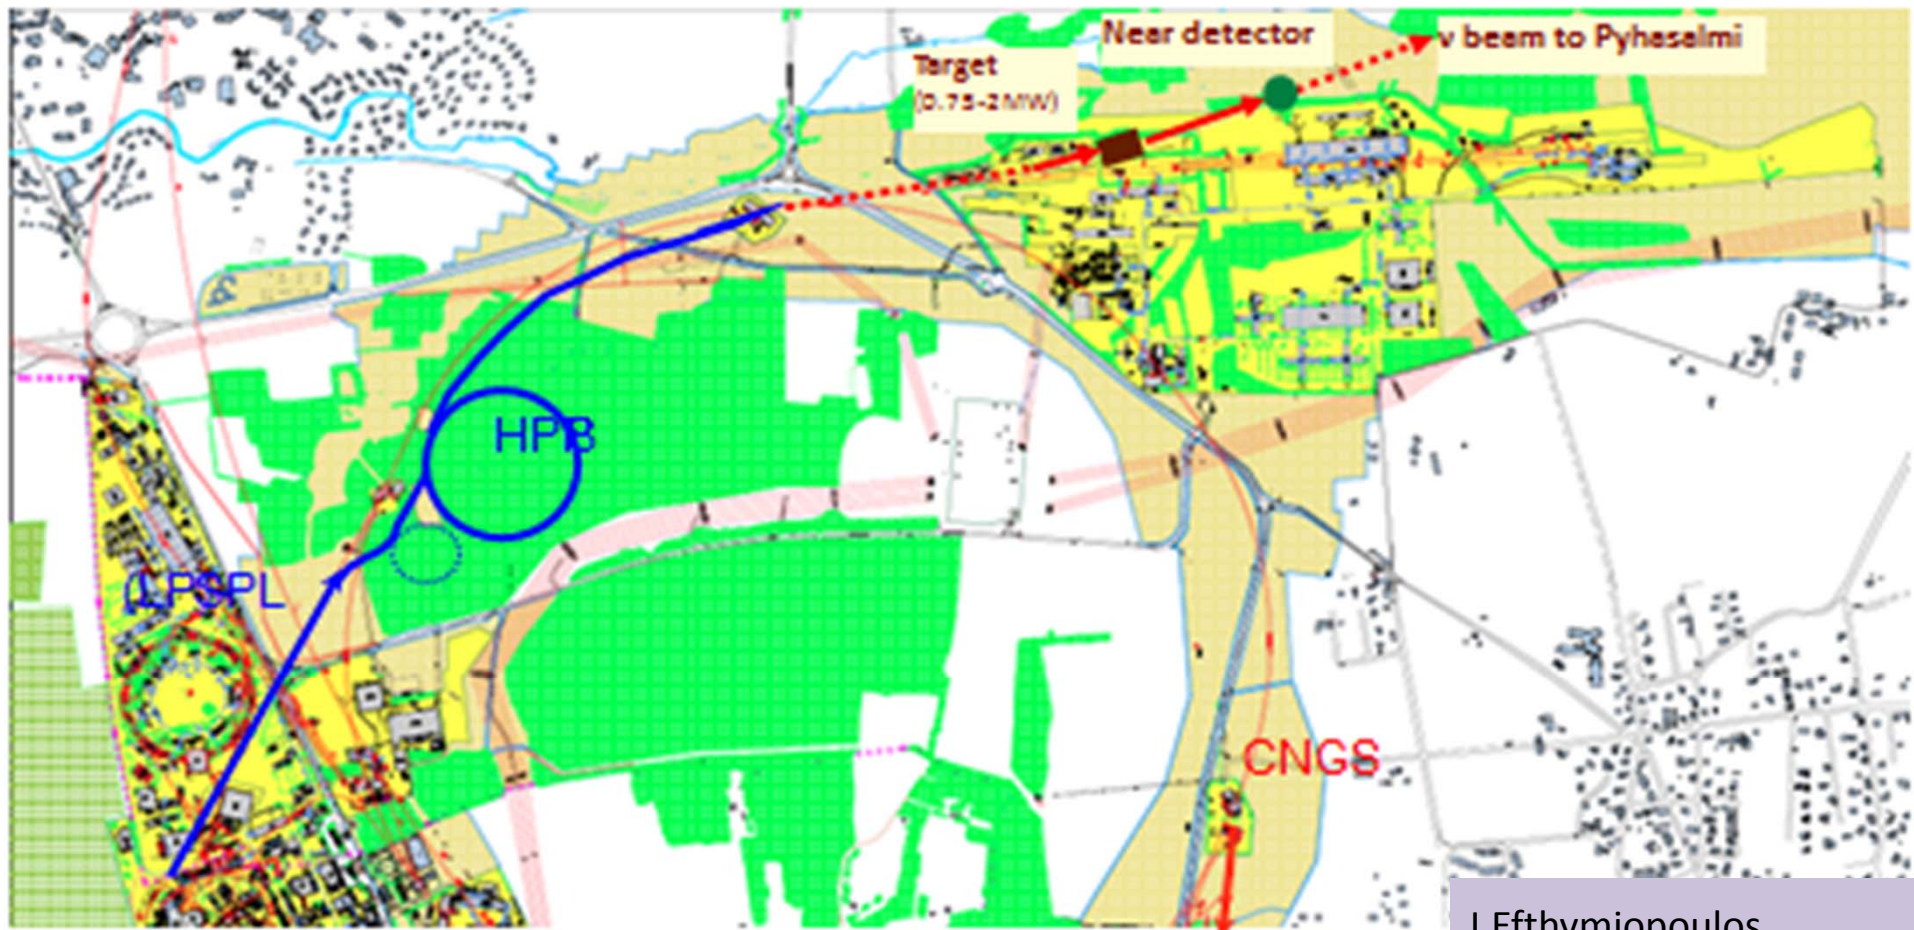 Near detector
ν beam to Pyhasalmi
Target
(0.75-2MW)
HPB
(LPSPL
CNGS
I.Efthymiopoulos